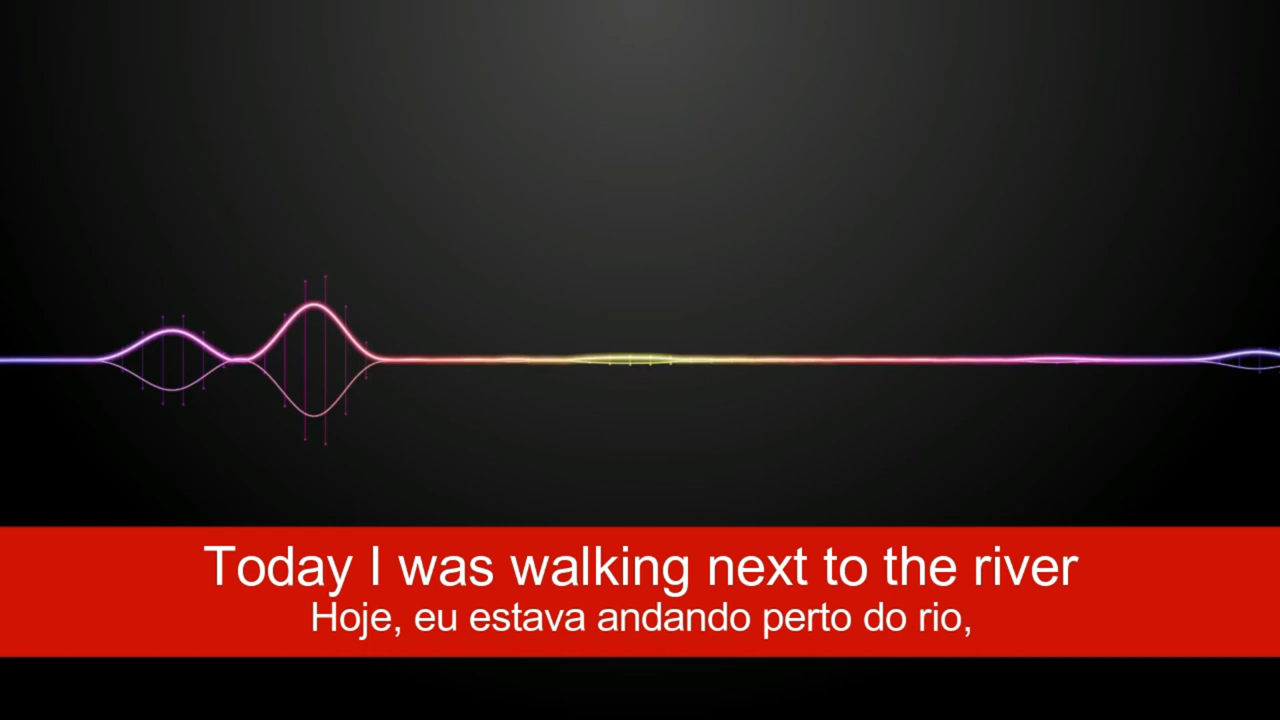 Today I was walking next to the river
Hoje, eu estava andando perto do rio,